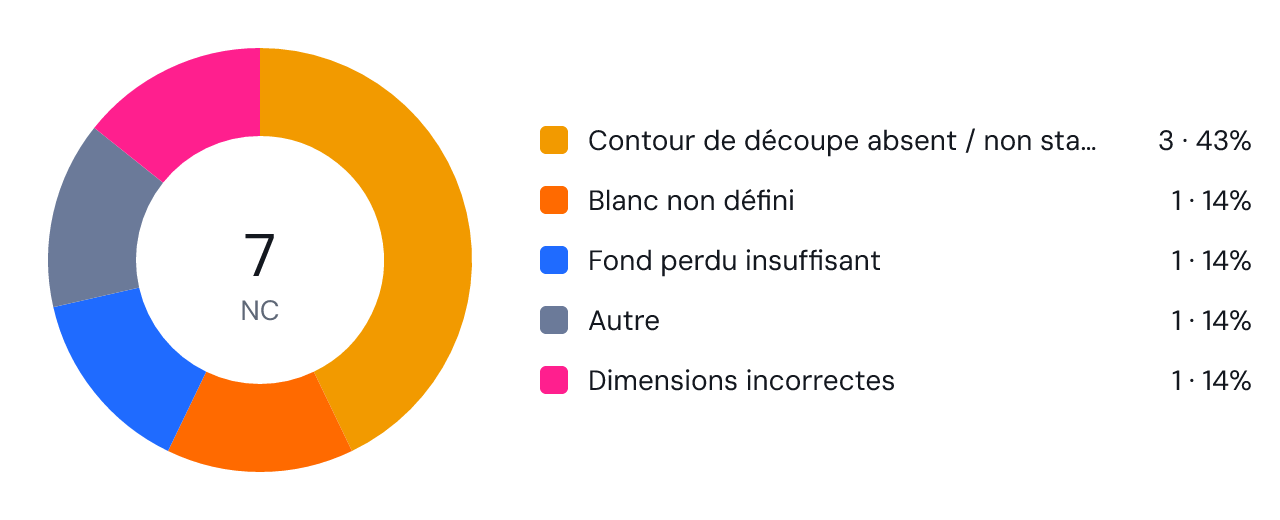 7
NC
Contour de découpe absent / non sta... 3 · 43%
Blanc non défini 1 · 14%
Fond perdu insuffisant 1 · 14%
Autre 1 · 14%
Dimensions incorrectes 1 · 14%